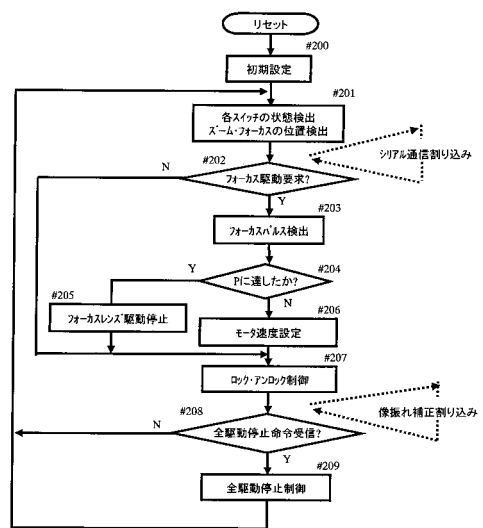 リセット
#200
初期設定
#201
各スイッチの状態検出
ズーム・フォーカスの位置検出
シリアル通信割り込み
#202
N
フォーカス駆動要求?
Y
#203
フォーカスパルス検出
#204
Y
Pに達したか?
N
#205
#206
フォーカスレンズ駆動停止
モータ速度設定
#207
ロック・アンロック制御
像振れ補正割り込み
#208
N
全駆動停止命令受信?
Y
#209
全駆動停止制御